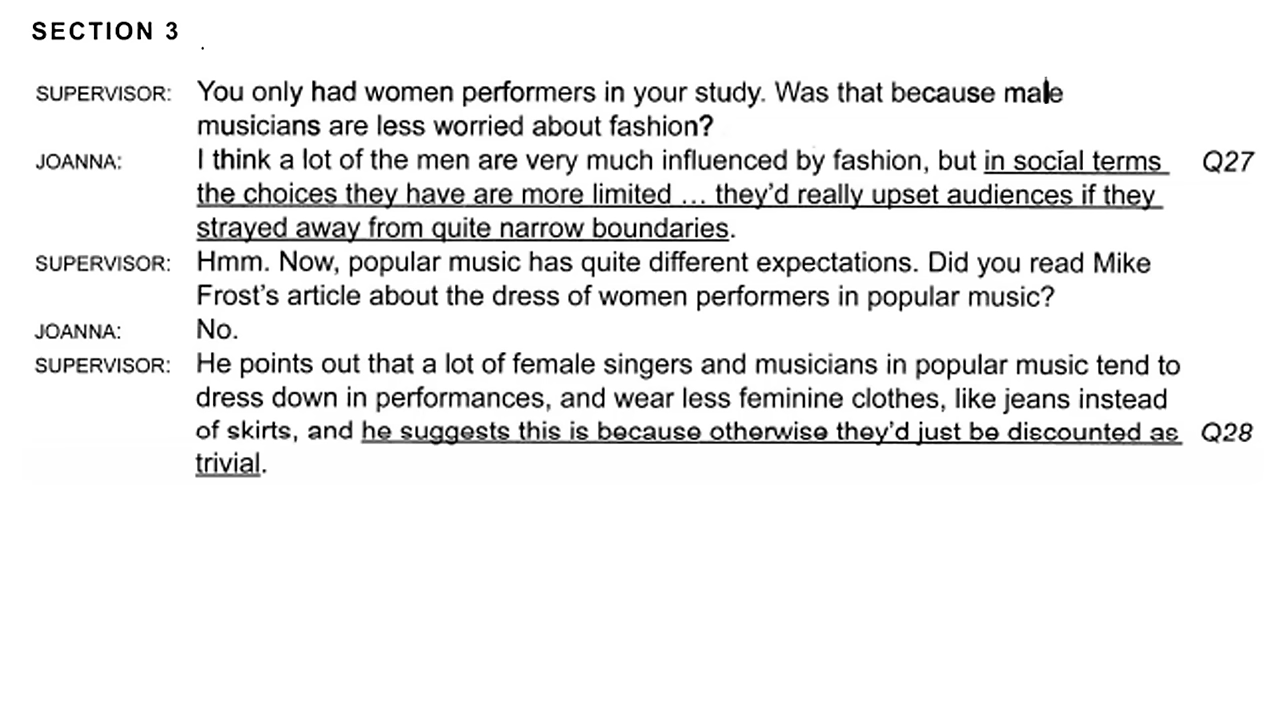 SECTION 3
SUPERVISOR: You only had women performers in your study. Was that because male
musicians are less worried about fashion?
JOANNA: I think a lot of the men are very much influenced by fashion, but in social terms Q27
the choices they have are more limited ... they'd really upset audiences if they
strayed away from quite narrow boundaries.
SUPERVISOR: Hmm. Now, popular music has quite different expectations. Did you read Mike
Frost's article about the dress of women performers in popular music?
JOANNA: No.
SUPERVISOR: He points out that a lot of female singers and musicians in popular music tend to
dress down in performances, and wear less feminine clothes, like jeans instead
of skirts, and he suggests this is because otherwise they'd just be discounted as Q28
trivial.